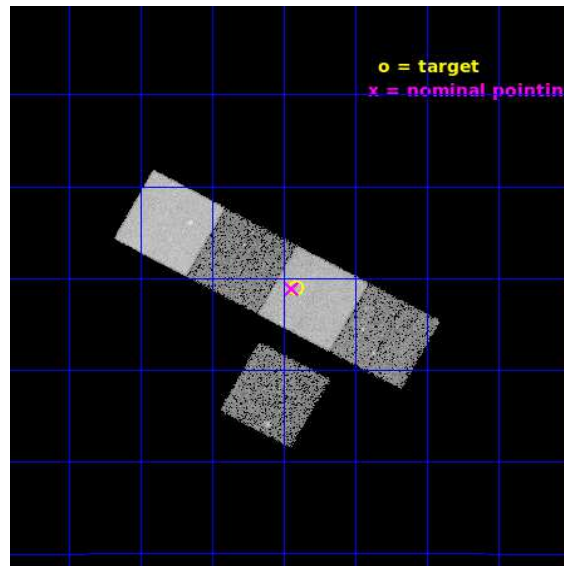 o = target
x = nominal pointin